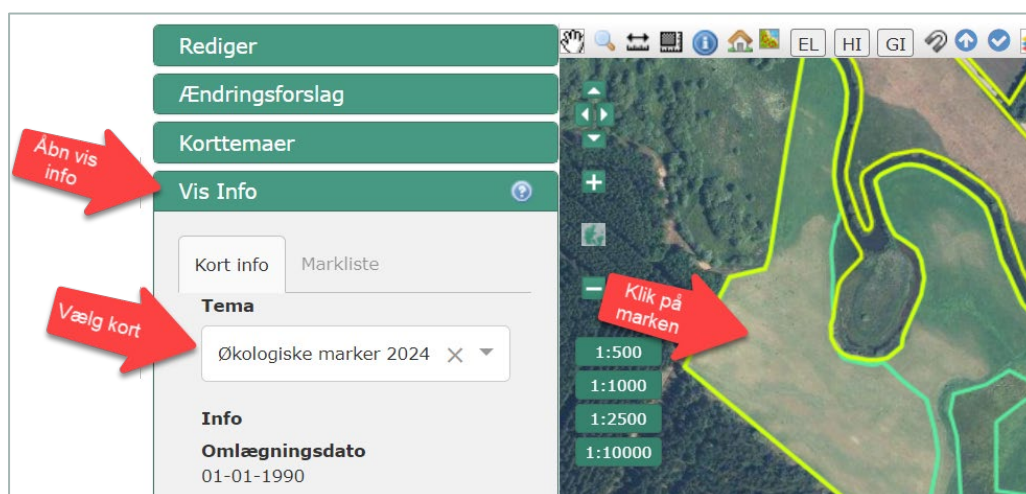 Rediger
Ændringsforslag
Korttemaer
Åbn vis
info
Vis Info
?
Kort info
Markliste
Tema
Vælg kort
Økologiske marker 2024
Info
Omlægningsdato
01-01-1990
EL
HI
GI
Klik på
marken
1:500
1:1000
1:2500
1:10000